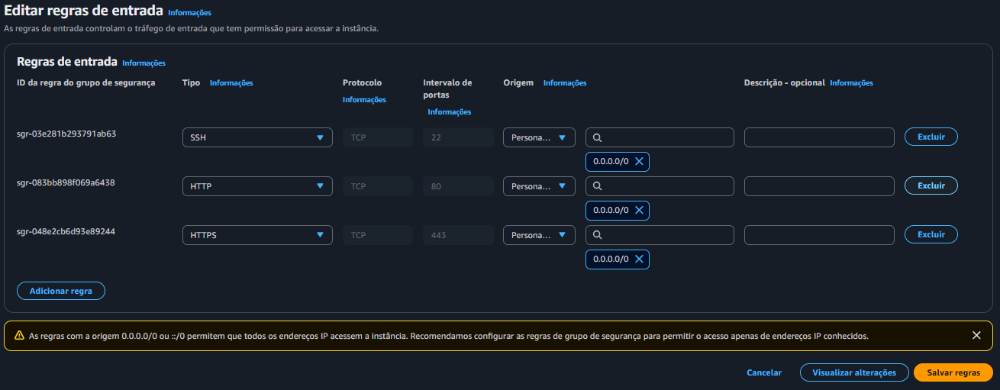 Editar regras de entrada Informações
As regras de entrada controlam o tráfego de entrada que tem permissão para acessar a instância.
Regras de entrada Informações
ID da regra do grupo de segurança Tipo Informações Protocolo Informações Intervalo de portas Informações Origem Informações Descrição - opcional Informações
sgr-03e281b293791ab63 SSH TCP 22 Persona... Excluir
0.0.0.0/0
sgr-083bb898f069a6438 HTTP TCP 80 Persona... Excluir
0.0.0.0/0
sgr-048e2cb6d93e89244 HTTPS TCP 443 Persona... Excluir
0.0.0.0/0
Adicionar regra
As regras com a origem 0.0.0.0/0 ou ::/0 permitem que todos os endereços IP acessem a instância. Recomendamos configurar as regras de grupo de segurança para permitir o acesso apenas de endereços IP conhecidos.
Cancelar Visualizar alterações Salvar regras